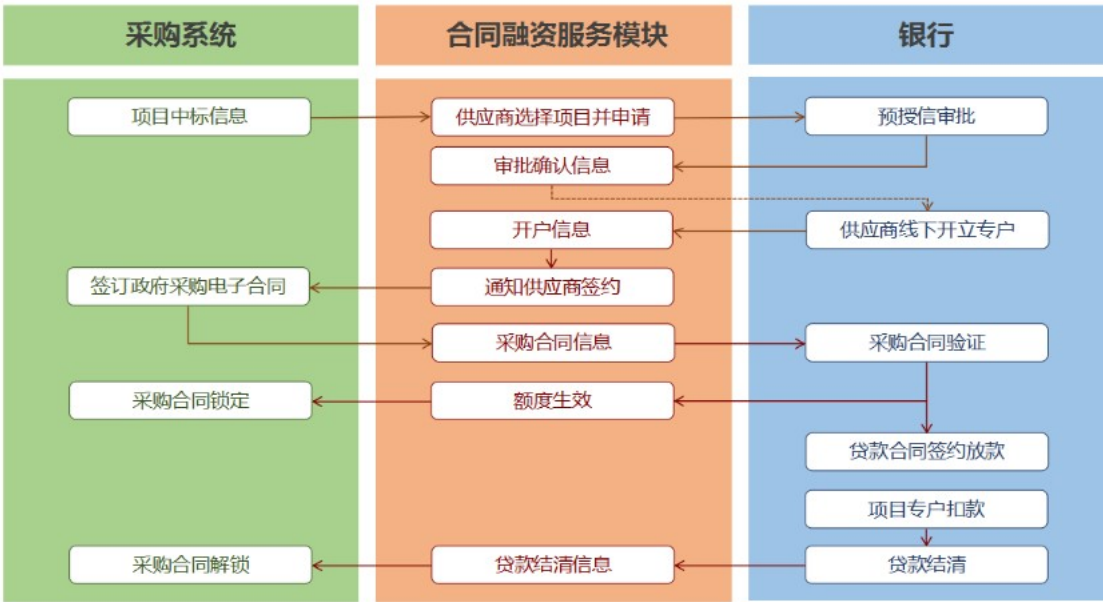 采购系统
合同融资服务模块
银行
项目中标信息
供应商选择项目并申请
预授信审批
审批确认信息
开户信息
供应商线下开立专户
签订政府采购电子合同
通知供应商签约
采购合同信息
采购合同验证
采购合同锁定
额度生效
贷款合同签约放款
项目专户扣款
采购合同解锁
贷款结清信息
贷款结清